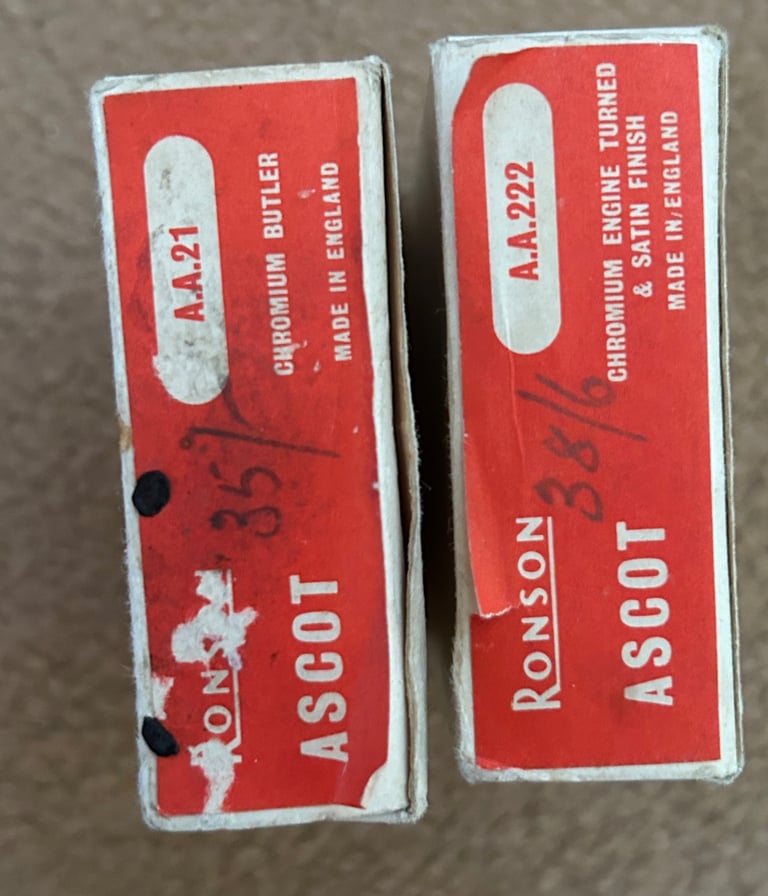 RONSON
ASCOT
35/-
A.A.21
CHROMIUM BUTLER
MADE IN ENGLAND
RONSON
ASCOT
38/6
A.A.222
CHROMIUM ENGINE TURNED
& SATIN FINISH
MADE IN ENGLAND